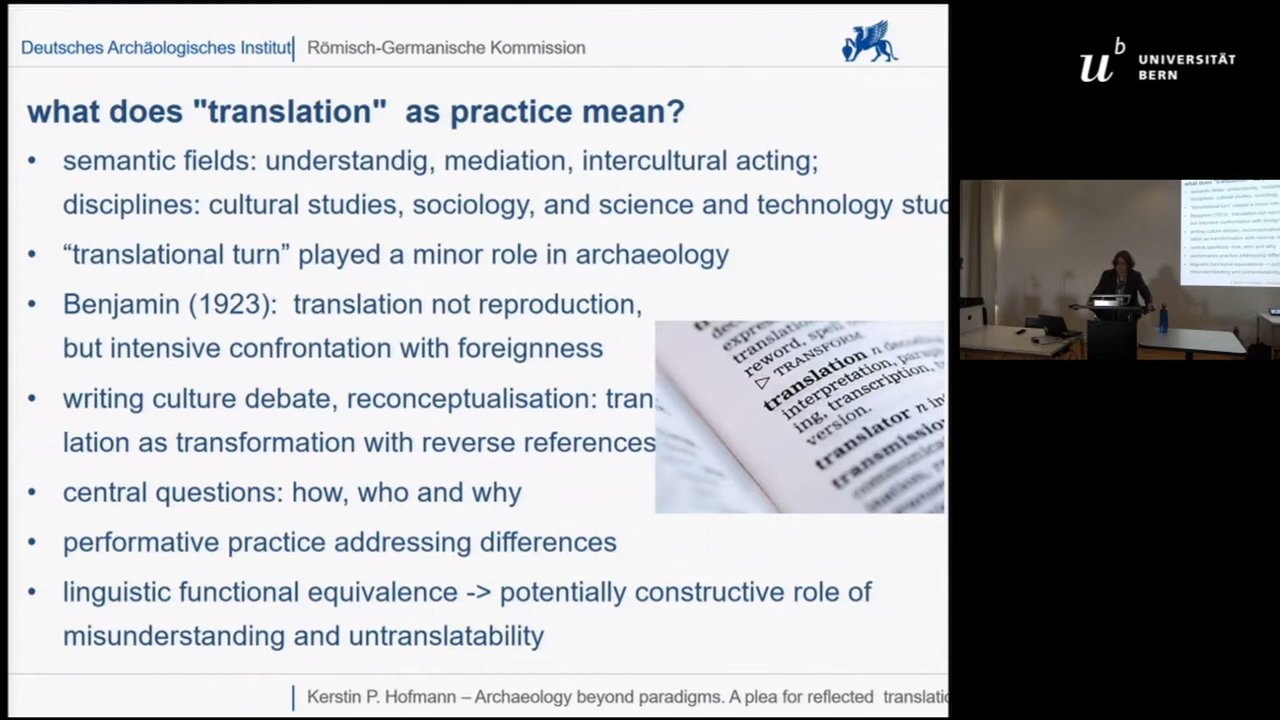 Deutsches Archäologisches Institut
Römisch-Germanische Kommission
what does "translation" as practice mean?
• semantic fields: understandig, mediation, intercultural acting;
disciplines: cultural studies, sociology, and science and technology stud
• “translational turn” played a minor role in archaeology
• Benjamin (1923): translation not reproduction,
but intensive confrontation with foreignness
• writing culture debate, reconceptualisation: tran
lation as transformation with reverse references
• central questions: how, who and why
• performative practice addressing differences
• linguistic functional equivalence -> potentially constructive role of
misunderstanding and untranslatability
translation
reword, spell
▷ TRANSFORM
translation n
interpretation,
ing, transcription,
version.
translator n
transmission
Kerstin P. Hofmann – Archaeology beyond paradigms. A plea for reflected
u b
UNIVERSITÄT
BERN